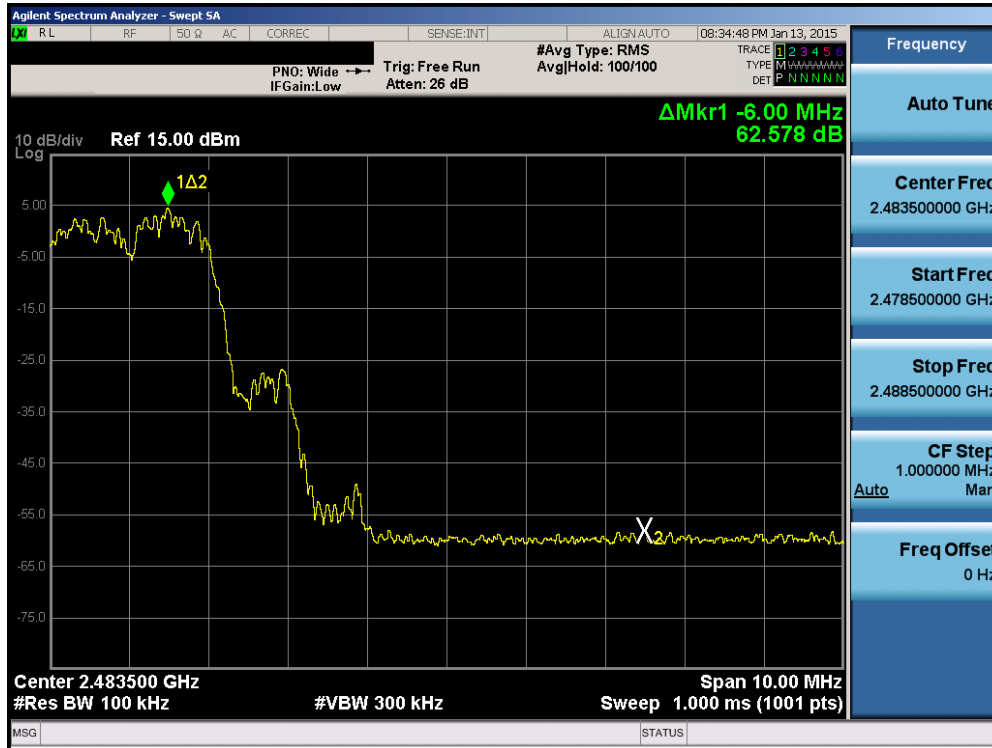 Agilent Spectrum Analyzer - Swept SA
LXI RL RF 50 Ω AC CORREC SENSE:INT ALIGN AUTO 08:34:48 PM Jan 13, 2015
#Avg Type: RMS TRACE 1 2 3 4 5 6
PNO: Wide Trig: Free Run Avg|Hold: 100/100 TYPE M
IFGain:Low Atten: 26 dB DET P N N N N N
ΔMkr1 -6.00 MHz
62.578 dB
10 dB/div Ref 15.00 dBm
Log
1Δ2
5.00
-5.00
-15.0
-25.0
-35.0
-45.0
-55.0
-65.0
-75.0
X2
Center 2.483500 GHz Span 10.00 MHz
#Res BW 100 kHz #VBW 300 kHz Sweep 1.000 ms (1001 pts)
MSG STATUS
Frequency
Auto Tune
Center Freq
2.483500000 GHz
Start Freq
2.478500000 GHz
Stop Freq
2.488500000 GHz
CF Step
1.000000 MHz
Auto Man
Freq Offset
0 Hz